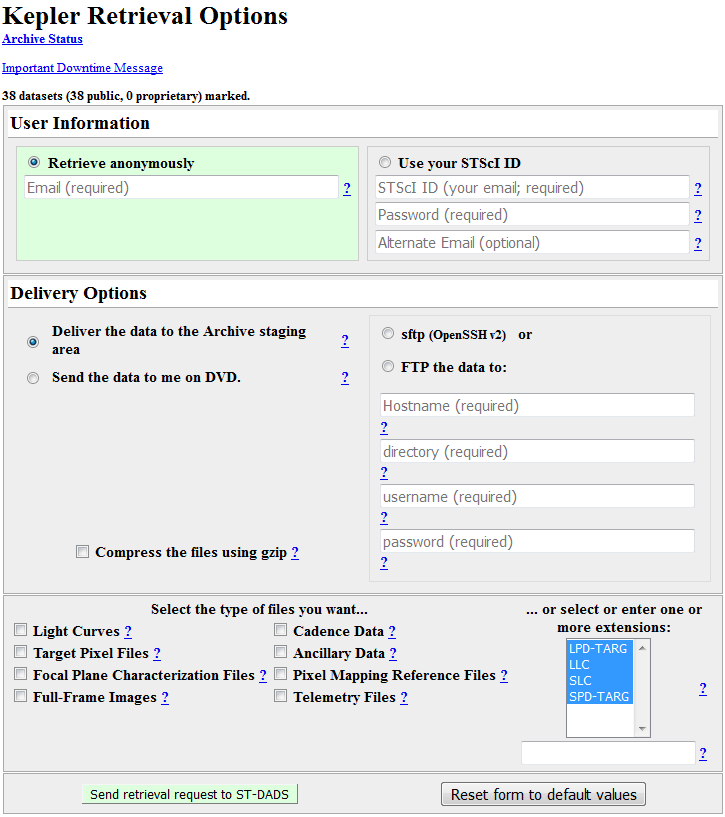 Kepler Retrieval Options
Archive Status
Important Downtime Message
38 datasets (38 public, 0 proprietary) marked.
User Information
Retrieve anonymously
Email (required) ?
Use your STScI ID
STScI ID (your email; required) ?
Password (required) ?
Alternate Email (optional) ?
Delivery Options
Deliver the data to the Archive staging ?
area
Send the data to me on DVD. ?
Compress the files using gzip ?
sftp (OpenSSH v2) or
FTP the data to:
Hostname (required)
?
directory (required)
?
username (required)
?
password (required)
?
Select the type of files you want...
Light Curves ?
Target Pixel Files ?
Focal Plane Characterization Files ?
Full-Frame Images ?
Cadence Data ?
Ancillary Data ?
Pixel Mapping Reference Files ?
Telemetry Files ?
... or select or enter one or
more extensions:
LPD-TARG
LLC
SLC
SPD-TARG
?
?
Send retrieval request to ST-DADS
Reset form to default values